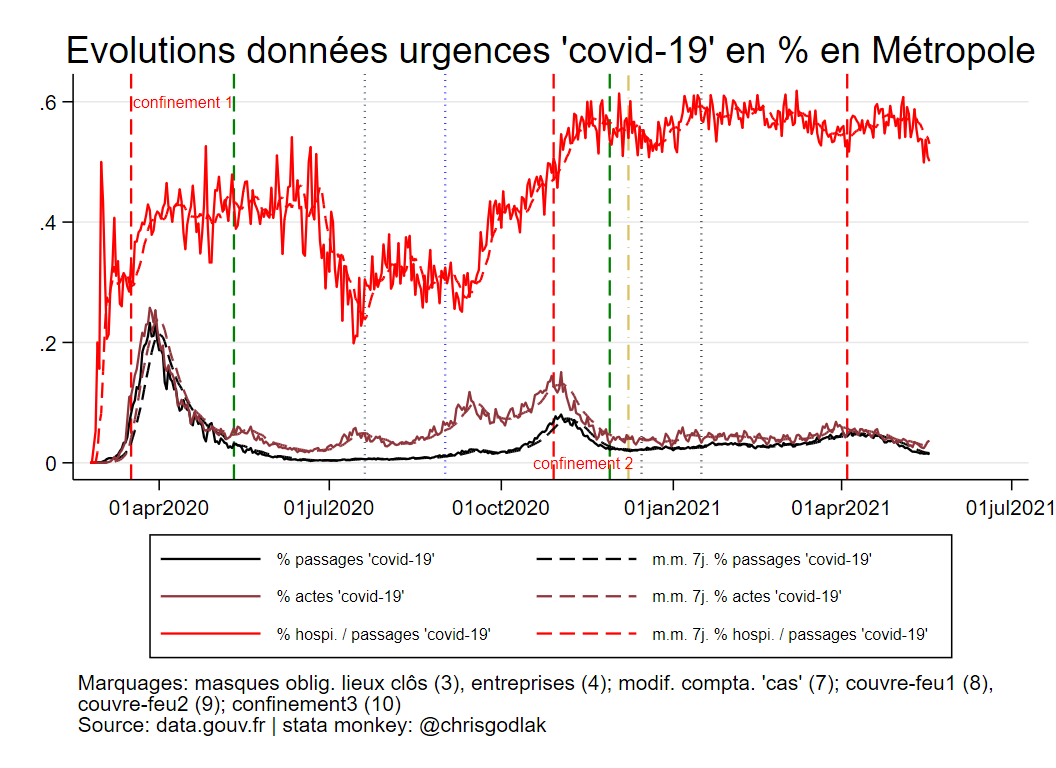 Evolutions données urgences 'covid-19' en % en Métropole
confinement 1
.6
.4
.2
0
confinement 2
01apr2020 01jul2020 01oct2020 01jan2021 01apr2021 01jul2021
% passages 'covid-19' m.m. 7j. % passages 'covid-19'
% actes 'covid-19' m.m. 7j. % actes 'covid-19'
% hospi. / passages 'covid-19' m.m. 7j. % hospi. / passages 'covid-19'
Marquages: masques oblig. lieux clôs (3), entreprises (4); modif. compta. 'cas' (7); couvre-feu1 (8),
couvre-feu2 (9); confinement3 (10)
Source: data.gouv.fr | stata monkey: @chrisgodlak